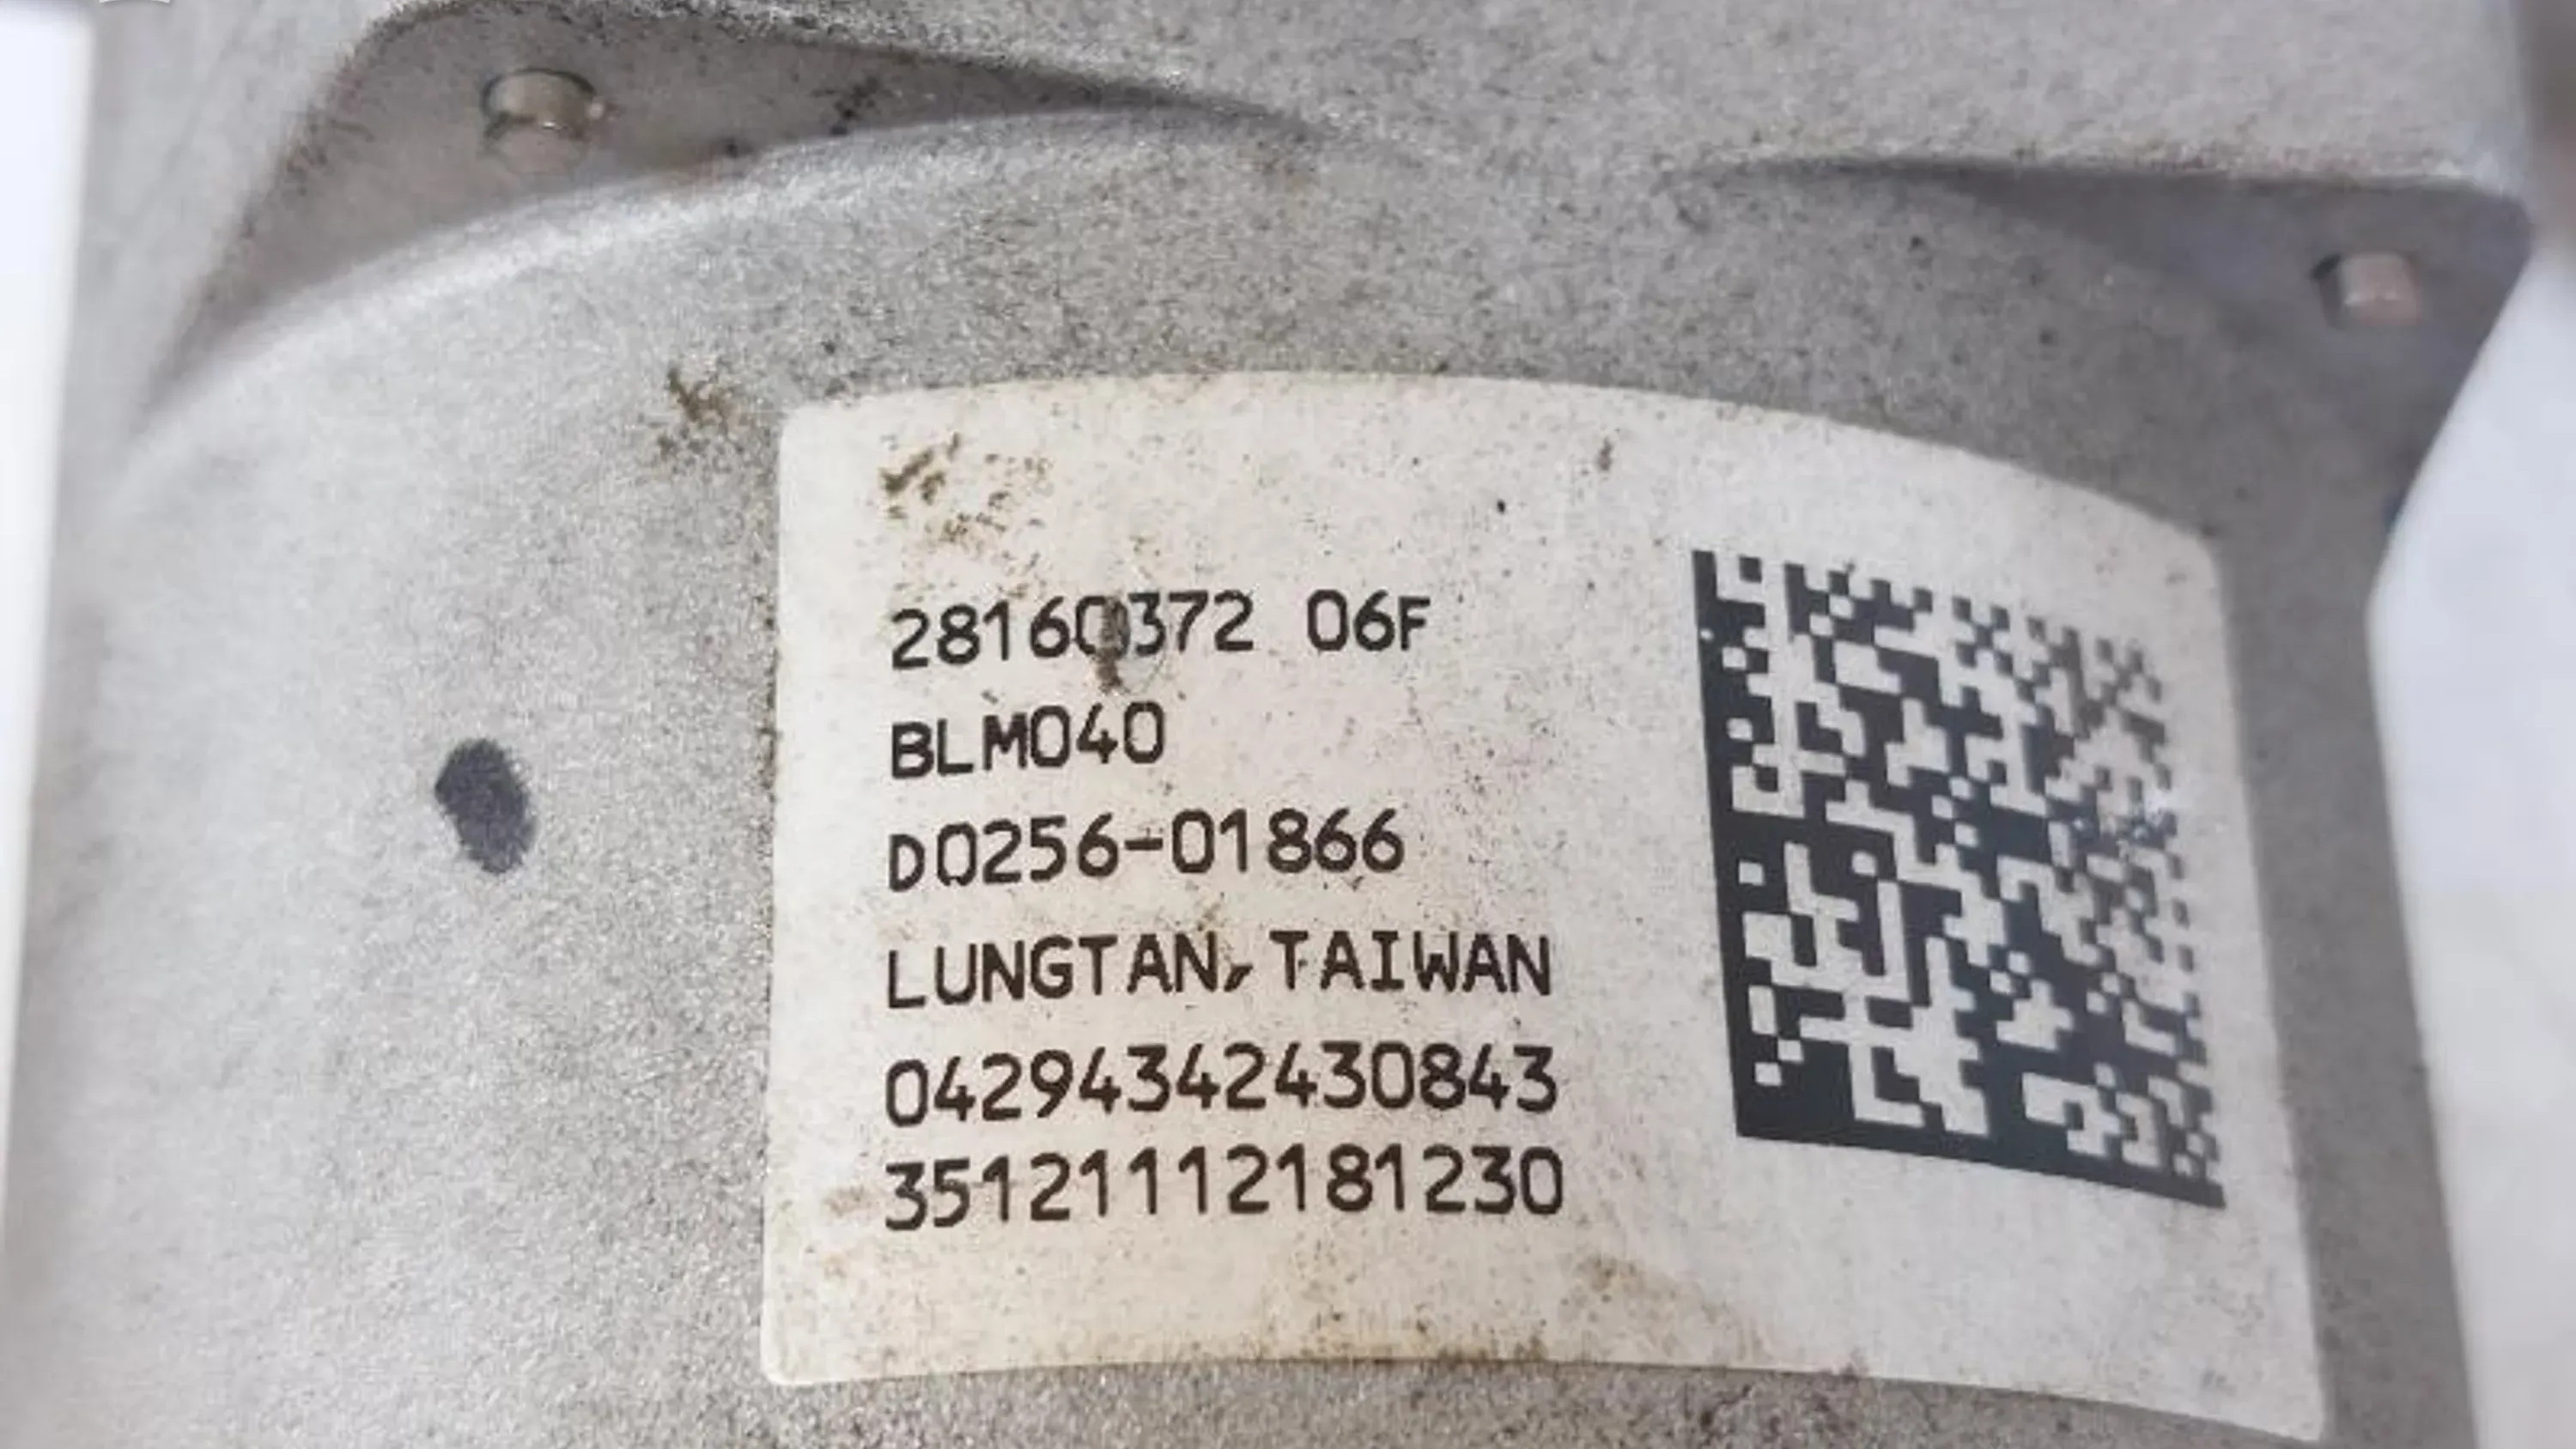 28160372 06F
BLM040
D0256-01866
LUNGTAN, TAIWAN
04294342430843
35121112181230